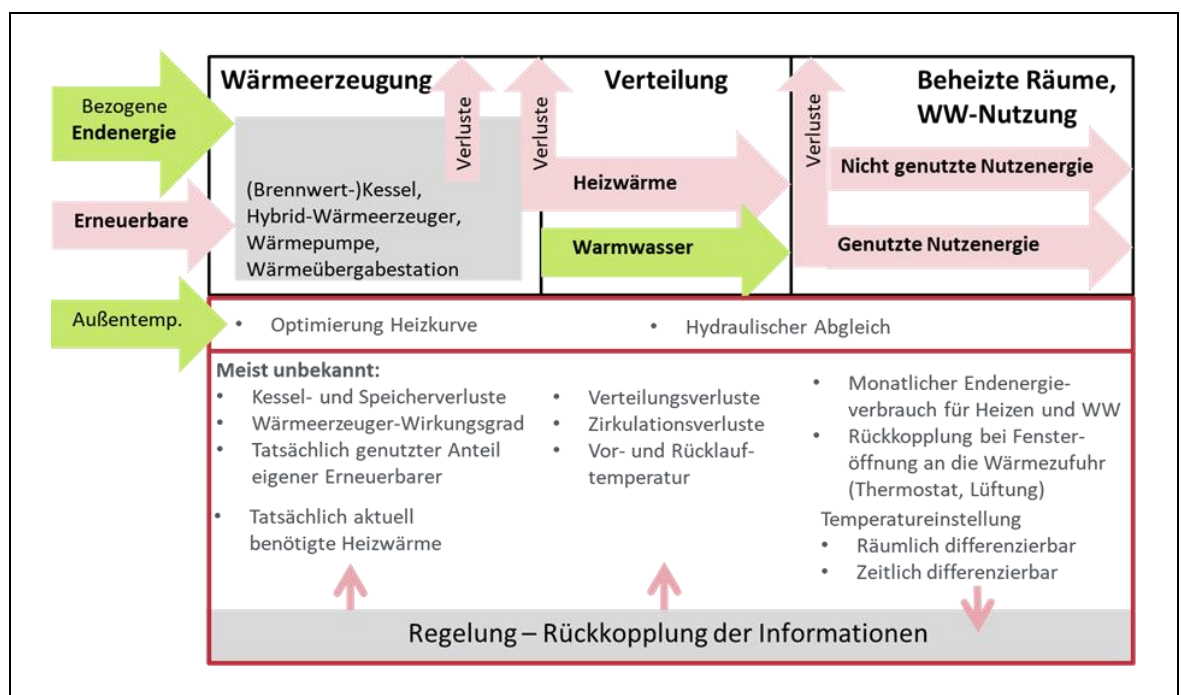 Wärmeerzeugung
Verteilung
Beheizte Räume,
WW-Nutzung
Bezogene
Endenergie
Erneuerbare
Außentemp.
(Brennwert-)Kessel,
Hybrid-Wärmeerzeuger,
Wärmepumpe,
Wärmeübergabestation
Verluste
Verluste
Heizwärme
Warmwasser
Verluste
Nicht genutzte Nutzenergie
Genutzte Nutzenergie
• Optimierung Heizkurve
• Hydraulischer Abgleich
Meist unbekannt:
• Kessel- und Speicherverluste
• Wärmeerzeuger-Wirkungsgrad
• Tatsächlich genutzter Anteil
eigener Erneuerbarer
• Tatsächlich aktuell
benötigte Heizwärme
• Verteilungsverluste
• Zirkulationsverluste
• Vor- und Rücklauf-
temperatur
• Monatlicher Endenergie-
verbrauch für Heizen und WW
• Rückkopplung bei Fenster-
öffnung an die Wärmezufuhr
(Thermostat, Lüftung)
Temperatureinstellung
• Räumlich differenzierbar
• Zeitlich differenzierbar
Regelung – Rückkopplung der Informationen